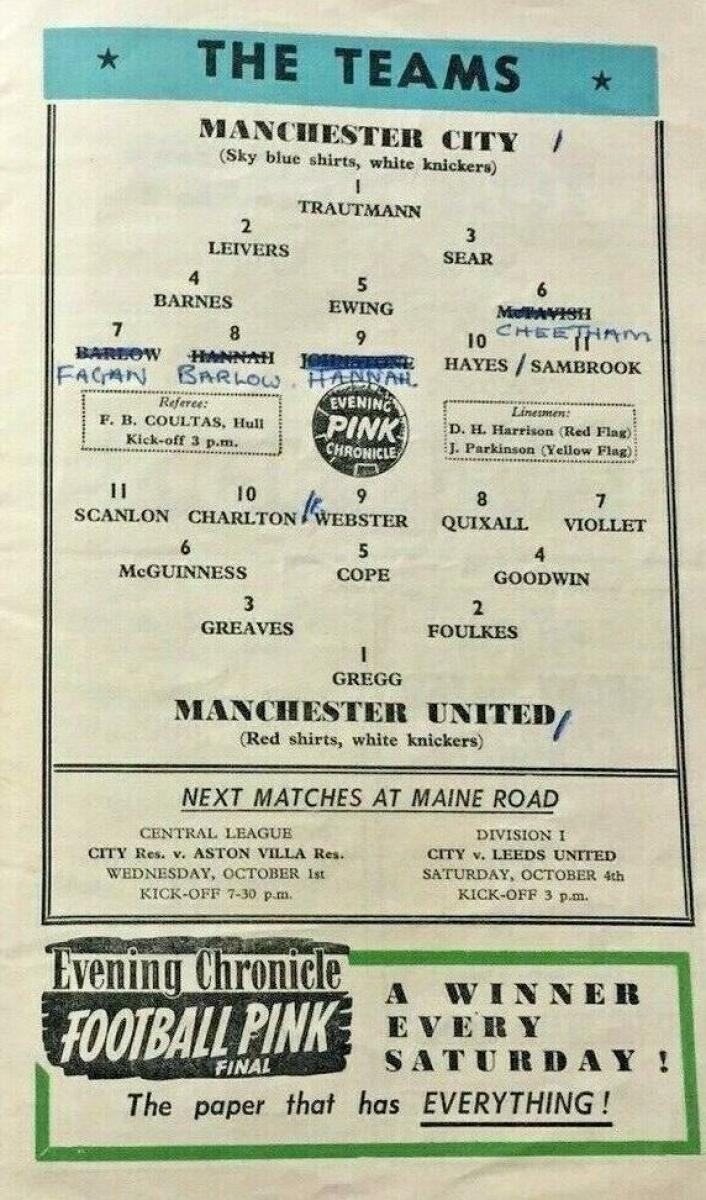 ★ THE TEAMS ★
MANCHESTER CITY /
(Sky blue shirts, white knickers)
1
TRAUTMANN
2 3
LEIVERS SEAR
4 5 6
BARNES EWING McTAVISH
CHEETHAM
7 8 9 10 11
BARLOW HANNAH JOHNSTONE HAYES / SAMBROOK
FAGAN BARLOW. HANNAH
Referee:
F. B. COULTAS, Hull
Kick-off 3 p.m.
EVENING
PINK
CHRONICLE
Linesmen:
D. H. Harrison (Red Flag)
J. Parkinson (Yellow Flag)
11 10 9 8 7
SCANLON CHARLTON WEBSTER QUIXALL VIOLLET
6 5 4
McGUINNESS COPE GOODWIN
3 2
GREAVES FOULKES
1
GREGG
MANCHESTER UNITED /
(Red shirts, white knickers)
NEXT MATCHES AT MAINE ROAD
CENTRAL LEAGUE
CITY Res. v. ASTON VILLA Res.
WEDNESDAY, OCTOBER 1st
KICK-OFF 7-30 p.m.
DIVISION I
CITY v. LEEDS UNITED
SATURDAY, OCTOBER 4th
KICK-OFF 3 p.m.
Evening Chronicle
FOOTBALL PINK
FINAL
A WINNER
EVERY
SATURDAY !
The paper that has EVERYTHING !